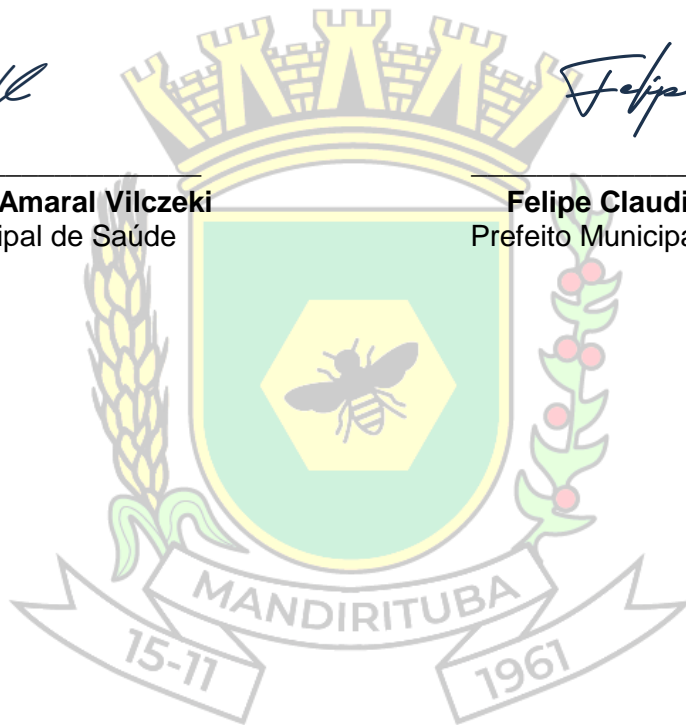 Amaral Vilczeki
ipal de Saúde
Felipe Claudi
Prefeito Municipa
MANDIRITUBA
15-11
1961